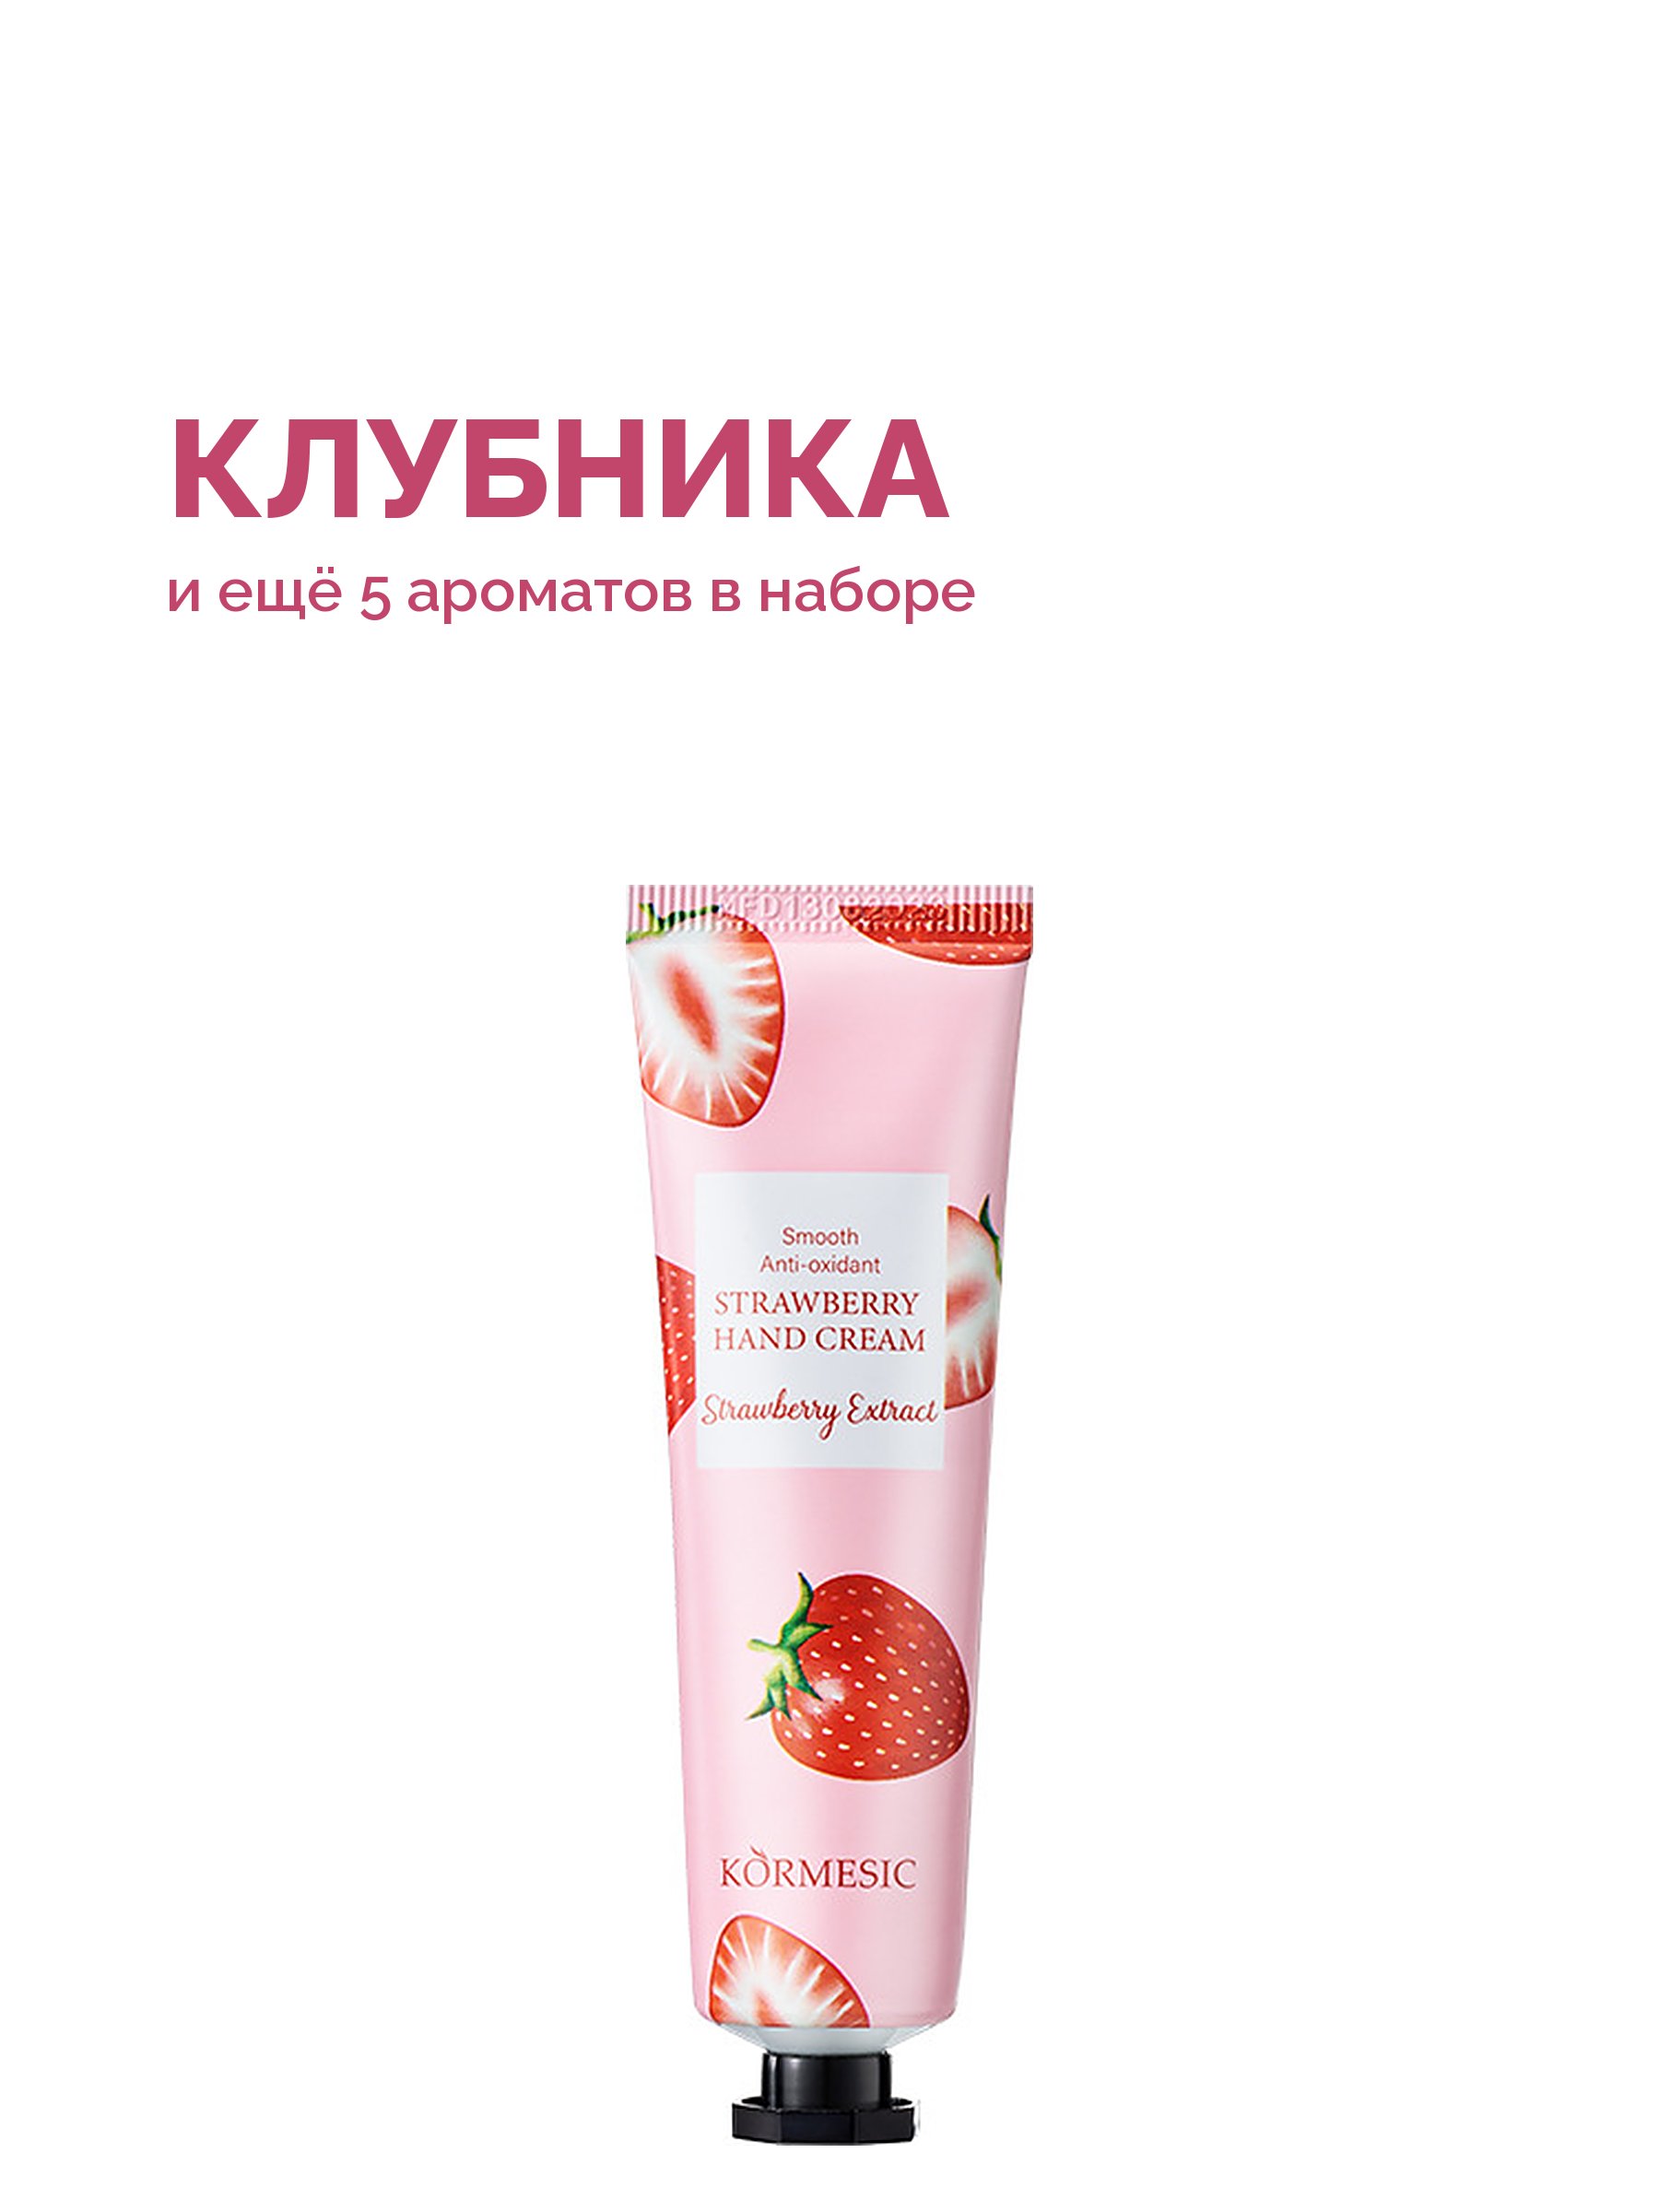 КЛУБНИКА
и ещё 5 ароматов в наборе
Smooth
Anti-oxidant
STRAWBERRY
HAND CREAM
Strawberry Extract
KORMESIC